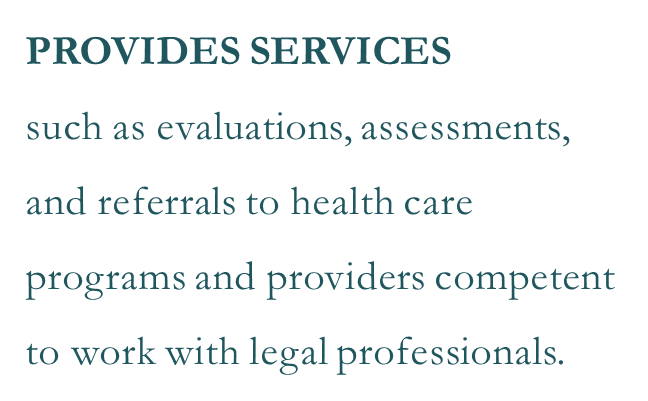 PROVIDES SERVICES
such as evaluations, assessments,
and referrals to health care
programs and providers competent
to work with legal professionals.